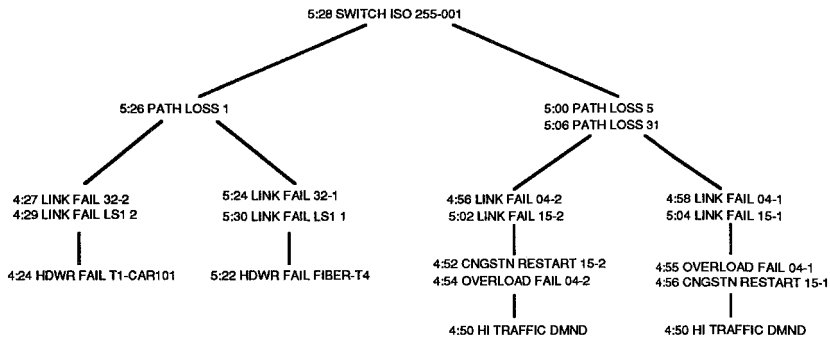 5:28 SWITCH ISO 255-001
5:26 PATH LOSS 1
5:00 PATH LOSS 5
5:06 PATH LOSS 31
4:27 LINK FAIL 32-2
4:29 LINK FAIL LS1 2
5:24 LINK FAIL 32-1
5:30 LINK FAIL LS1 1
4:56 LINK FAIL 04-2
5:02 LINK FAIL 15-2
4:58 LINK FAIL 04-1
5:04 LINK FAIL 15-1
4:24 HDWR FAIL T1-CAR101
5:22 HDWR FAIL FIBER-T4
4:52 CNGSTN RESTART 15-2
4:54 OVERLOAD FAIL 04-2
4:55 OVERLOAD FAIL 04-1
4:56 CNGSTN RESTART 15-1
4:50 HI TRAFFIC DMND
4:50 HI TRAFFIC DMND